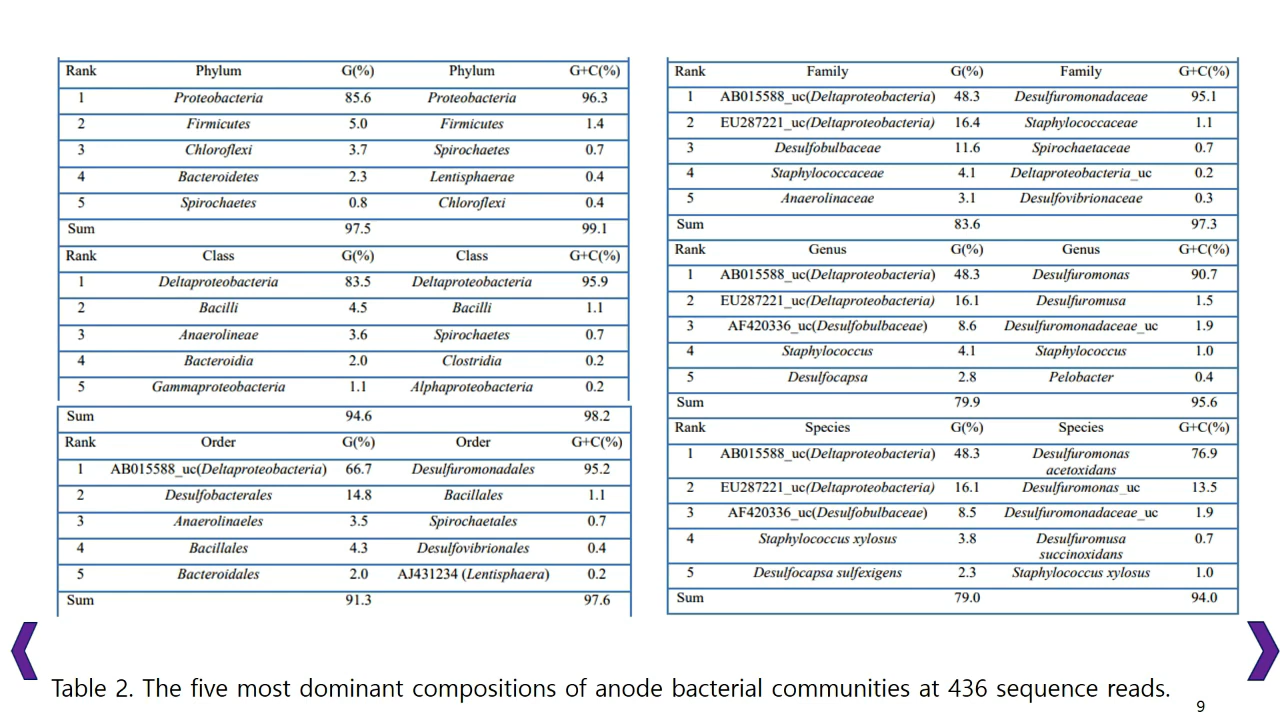 Rank Phylum G(%) Phylum G+C(%)
1 Proteobacteria 85.6 Proteobacteria 96.3
2 Firmicutes 5.0 Firmicutes 1.4
3 Chloroflexi 3.7 Spirochaetes 0.7
4 Bacteroidetes 2.3 Lentisphaerae 0.4
5 Spirochaetes 0.8 Chloroflexi 0.4
Sum 97.5 99.1
Rank Class G(%) Class G+C(%)
1 Deltaproteobacteria 83.5 Deltaproteobacteria 95.9
2 Bacilli 4.5 Bacilli 1.1
3 Anaerolineae 3.6 Spirochaetes 0.7
4 Bacteroidia 2.0 Clostridia 0.2
5 Gammaproteobacteria 1.1 Alphaproteobacteria 0.2
Sum 94.6 98.2
Rank Order G(%) Order G+C(%)
1 AB015588_uc(Deltaproteobacteria) 66.7 Desulfuromonadales 95.2
2 Desulfobacterales 14.8 Bacillales 1.1
3 Anaerolinaeles 3.5 Spirochaetales 0.7
4 Bacillales 4.3 Desulfovibrionales 0.4
5 Bacteroidales 2.0 AJ431234 (Lentisphaera) 0.2
Sum 91.3 97.6
Rank Family G(%) Family G+C(%)
1 AB015588_uc(Deltaproteobacteria) 48.3 Desulfuromonadaceae 95.1
2 EU287221_uc(Deltaproteobacteria) 16.4 Staphylococcaceae 1.1
3 Desulfobulbaceae 11.6 Spirochaetaceae 0.7
4 Staphylococcaceae 4.1 Deltaproteobacteria_uc 0.2
5 Anaerolinaceae 3.1 Desulfovibrionaceae 0.3
Sum 83.6 97.3
Rank Genus G(%) Genus G+C(%)
1 AB015588_uc(Deltaproteobacteria) 48.3 Desulfuromonas 90.7
2 EU287221_uc(Deltaproteobacteria) 16.1 Desulfuromusa 1.5
3 AF420336_uc(Desulfobulbaceae) 8.6 Desulfuromonadaceae_uc 1.9
4 Staphylococcus 4.1 Staphylococcus 1.0
5 Desulfocapsa 2.8 Pelobacter 0.4
Sum 79.9 95.6
Rank Species G(%) Species G+C(%)
1 AB015588_uc(Deltaproteobacteria) 48.3 Desulfuromonas 76.9
acetoxidans
2 EU287221_uc(Deltaproteobacteria) 16.1 Desulfuromonas_uc 13.5
3 AF420336_uc(Desulfobulbaceae) 8.5 Desulfuromonadaceae_uc 1.9
4 Staphylococcus xylosus 3.8 Desulfuromusa 0.7
succinoxidans
5 Desulfocapsa sulfexigens 2.3 Staphylococcus xylosus 1.0
Sum 79.0 94.0
Table 2. The five most dominant compositions of anode bacterial communities at 436 sequence reads.
9